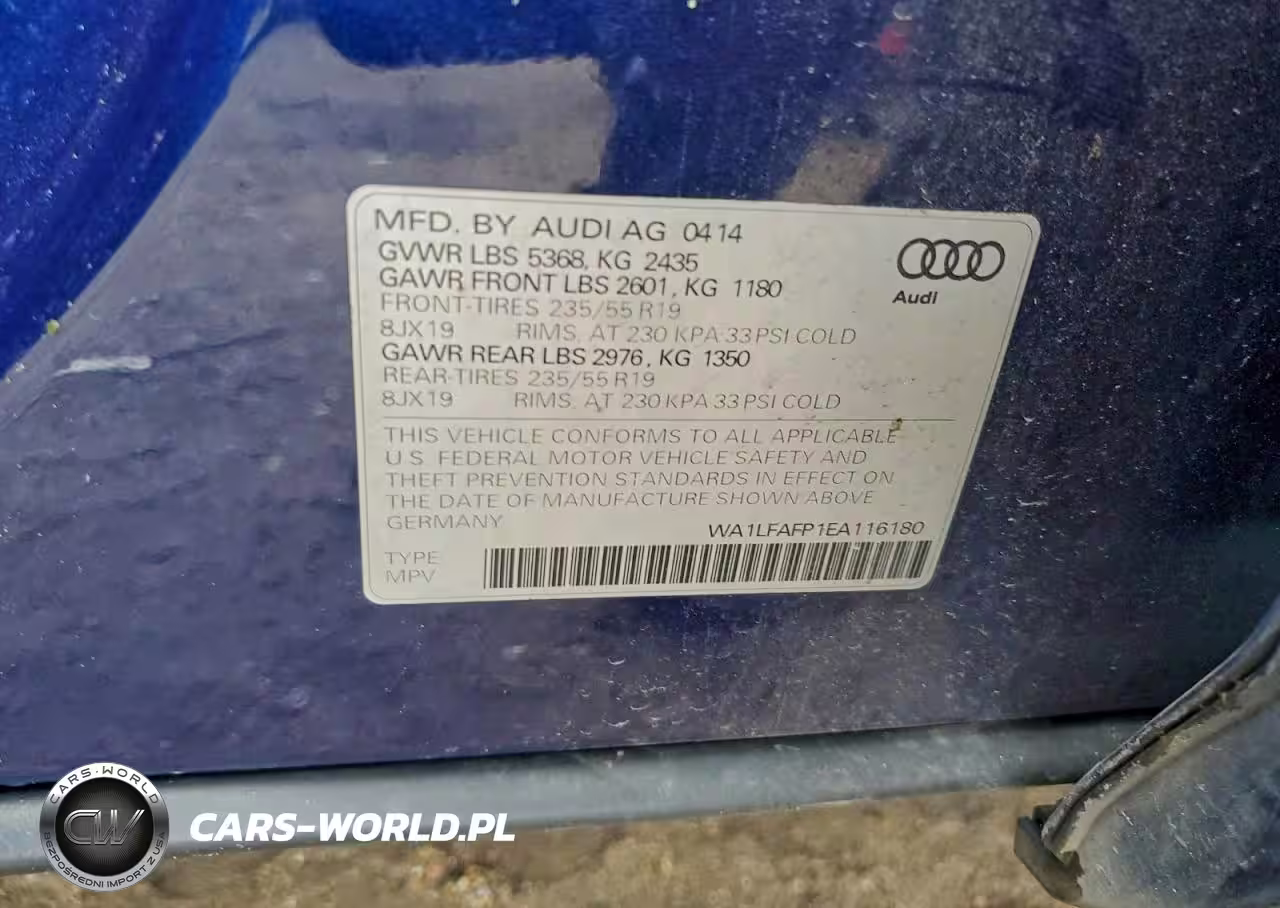 MFD. BY AUDI AG 0414
GVWR LBS 5368, KG 2435
GAWR FRONT LBS 2601, KG 1180
FRONT-TIRES 235/55 R19
8JX19 RIMS, AT 230 KPA 33 PSI COLD
GAWR REAR LBS 2976, KG 1350
REAR-TIRES 235/55 R19
8JX19 RIMS, AT 230 KPA 33 PSI COLD
Audi
THIS VEHICLE CONFORMS TO ALL APPLICABLE
U.S. FEDERAL MOTOR VEHICLE SAFETY AND
THEFT PREVENTION STANDARDS IN EFFECT ON
THE DATE OF MANUFACTURE SHOWN ABOVE
GERMANY WA1LFAFP1EA116180
TYPE
MPV
CARS-WORLD
CW
BEZPOŚREDNI IMPORT Z USA
CARS-WORLD.PL